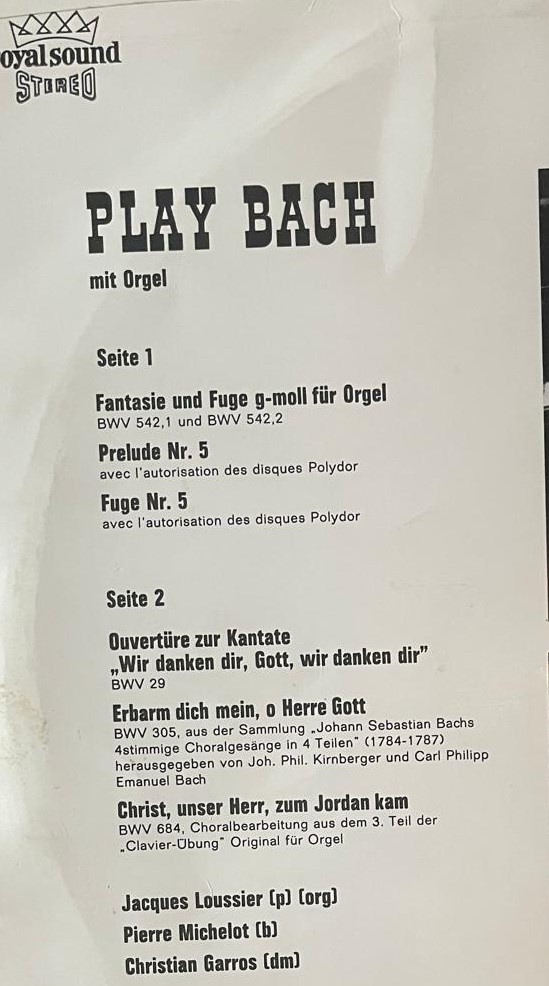 oyal sound
STEREO
PLAY BACH
mit Orgel
Seite 1
Fantasie und Fuge g-moll für Orgel
BWV 542,1 und BWV 542,2
Prelude Nr. 5
avec l'autorisation des disques Polydor
Fuge Nr. 5
avec l'autorisation des disques Polydor
Seite 2
Ouvertüre zur Kantate
„Wir danken dir, Gott, wir danken dir”
BWV 29
Erbarm dich mein, o Herre Gott
BWV 305, aus der Sammlung „Johann Sebastian Bachs
4stimmige Choralgesänge in 4 Teilen" (1784-1787)
herausgegeben von Joh. Phil. Kirnberger und Carl Philipp
Emanuel Bach
Christ, unser Herr, zum Jordan kam
BWV 684, Choralbearbeitung aus dem 3. Teil der
„Clavier-Übung" Original für Orgel
Jacques Loussier (p) (org)
Pierre Michelot (b)
Christian Garros (dm)